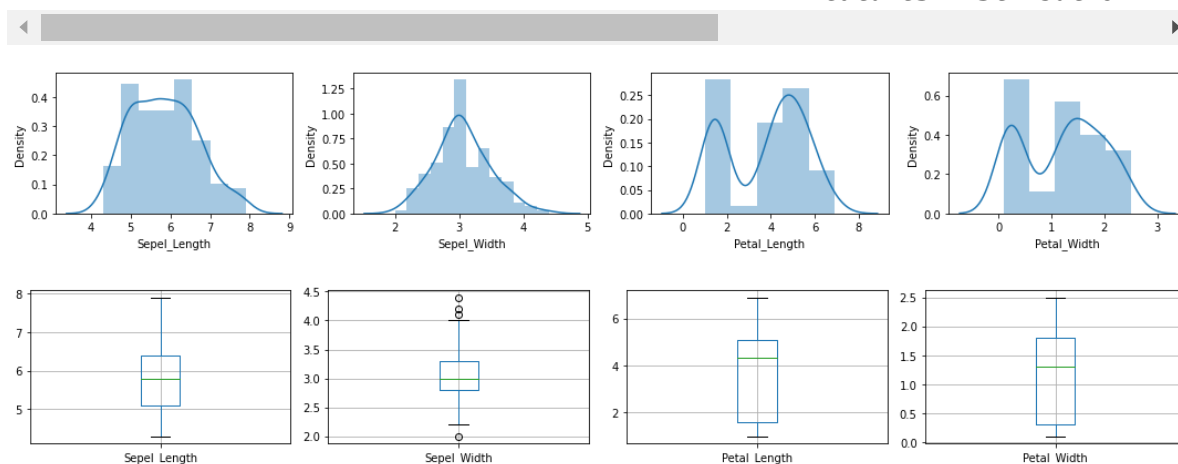 0.4
0.3
0.2
0.1
0.0
Density
4 5 6 7 8 9
Sepel_Length
1.25
1.00
0.75
0.50
0.25
0.00
Density
2 3 4 5
Sepel_Width
0.25
0.20
0.15
0.10
0.05
0.00
Density
0 2 4 6 8
Petal_Length
0.6
0.4
0.2
0.0
Density
0 1 2 3
Petal_Width
8
7
6
5
Sepel_Length
4.5
4.0
3.5
3.0
2.5
2.0
Sepel_Width
6
4
2
Petal_Length
2.5
2.0
1.5
1.0
0.5
0.0
Petal_Width